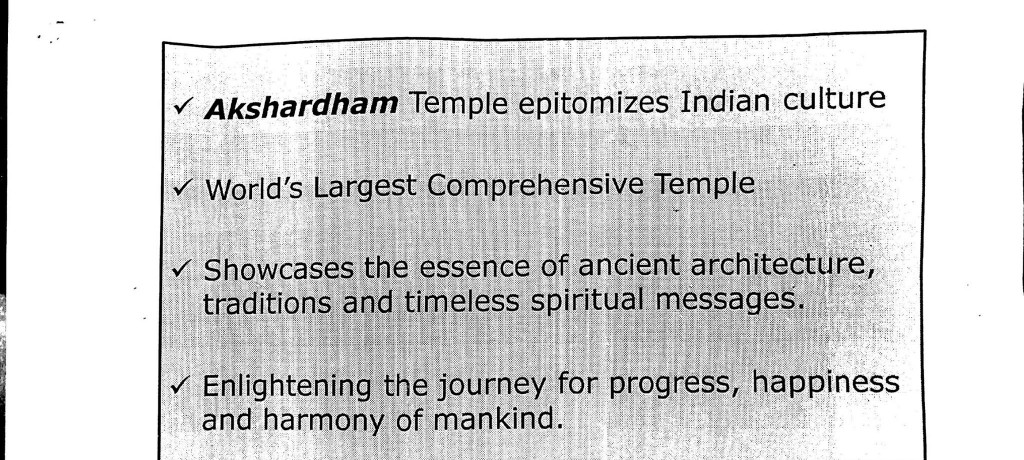 ✓ Akshardham Temple epitomizes Indian culture
✓ World's Largest Comprehensive Temple
✓ Showcases the essence of ancient architecture,
traditions and timeless spiritual messages.
✓ Enlightening the journey for progress, happiness
and harmony of mankind.